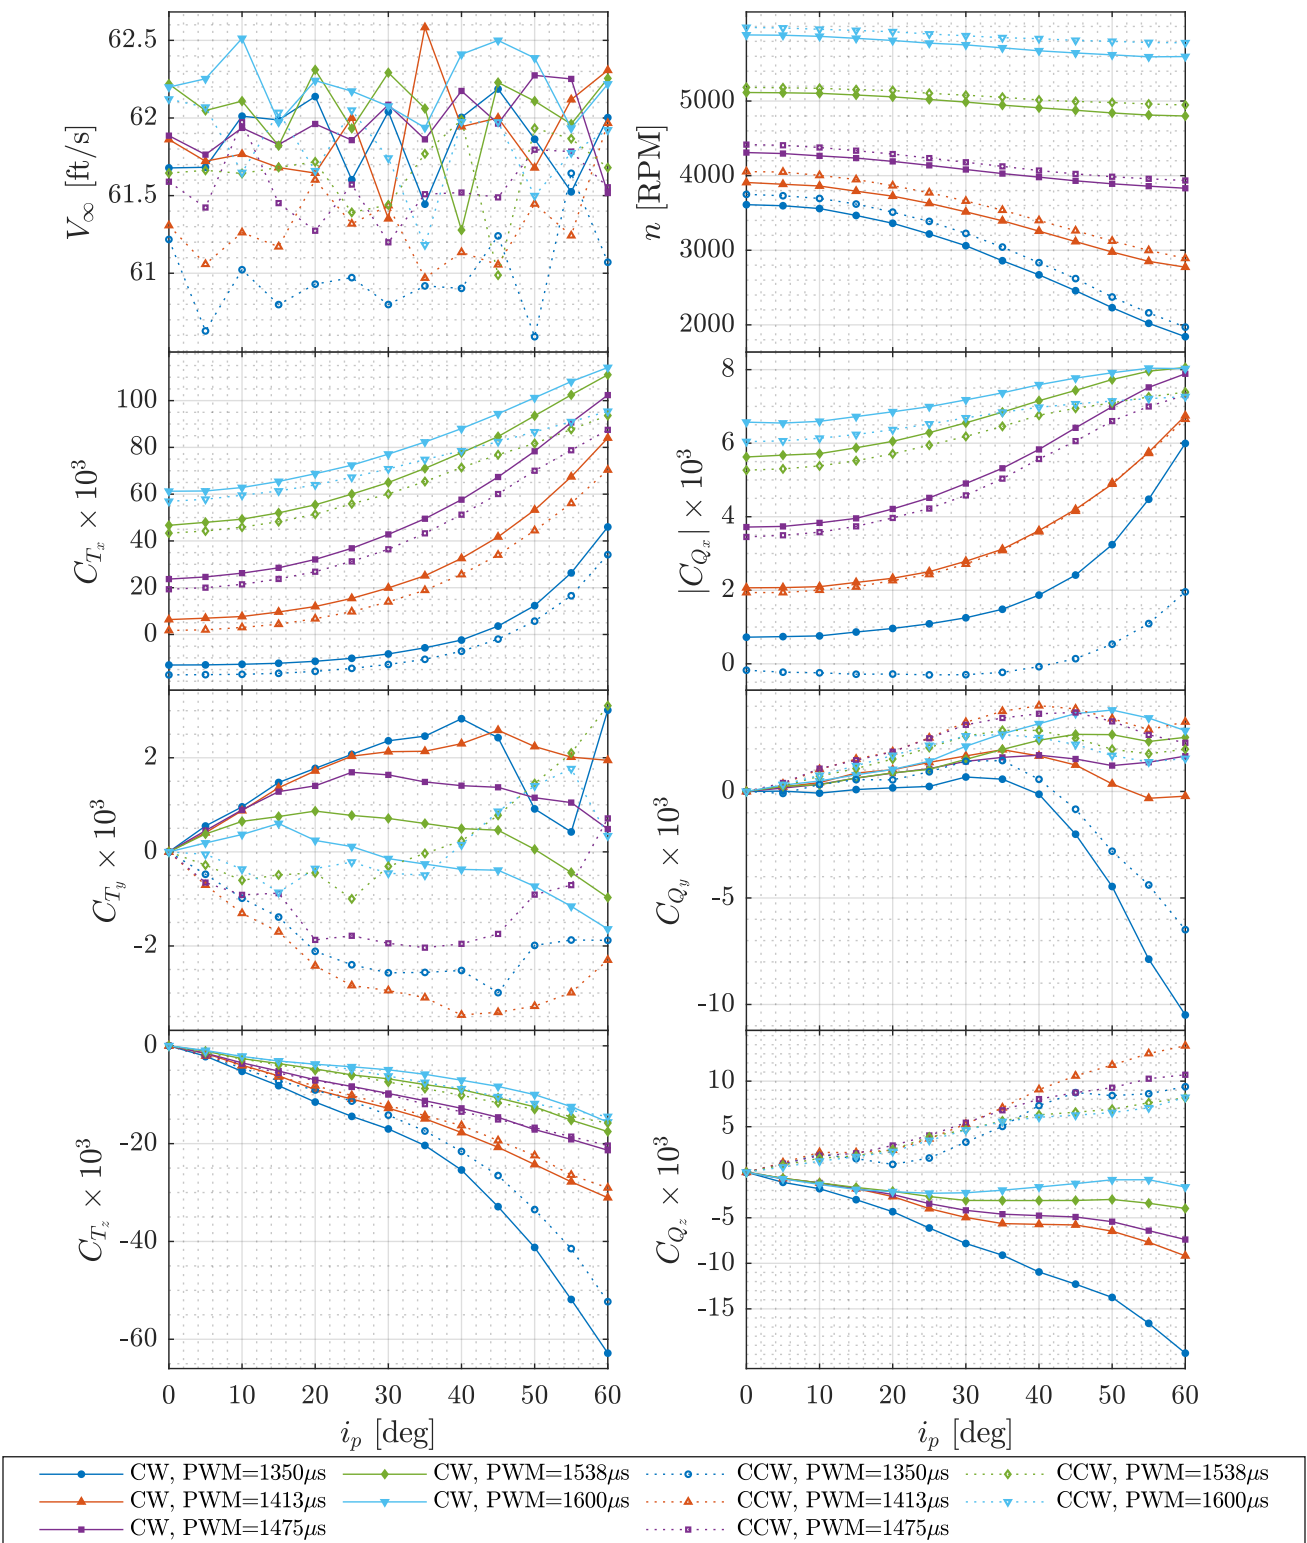 62.5
62
61.5
61
V∞ [ft/s]
5000
4000
3000
2000
n [RPM]
100
80
60
40
20
0
C_{T_x} × 10³
8
6
4
2
0
|C_{Q_x}| × 10³
2
0
-2
C_{T_y} × 10³
0
-5
-10
C_{Q_y} × 10³
0
-20
-40
-60
C_{T_z} × 10³
10
5
0
-5
-10
-15
C_{Q_z} × 10³
0 10 20 30 40 50 60
i_p [deg]
0 10 20 30 40 50 60
i_p [deg]
CW, PWM=1350μs CW, PWM=1538μs CCW, PWM=1350μs CCW, PWM=1538μs
CW, PWM=1413μs CW, PWM=1600μs CCW, PWM=1413μs CCW, PWM=1600μs
CW, PWM=1475μs CCW, PWM=1475μs